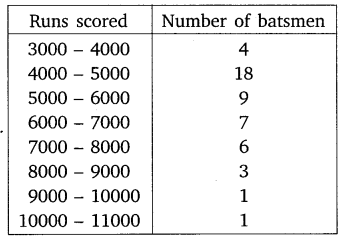 Runs scored Number of batsmen
3000 – 4000 4
4000 – 5000 18
5000 – 6000 9
6000 – 7000 7
7000 – 8000 6
8000 – 9000 3
9000 – 10000 1
10000 – 11000 1